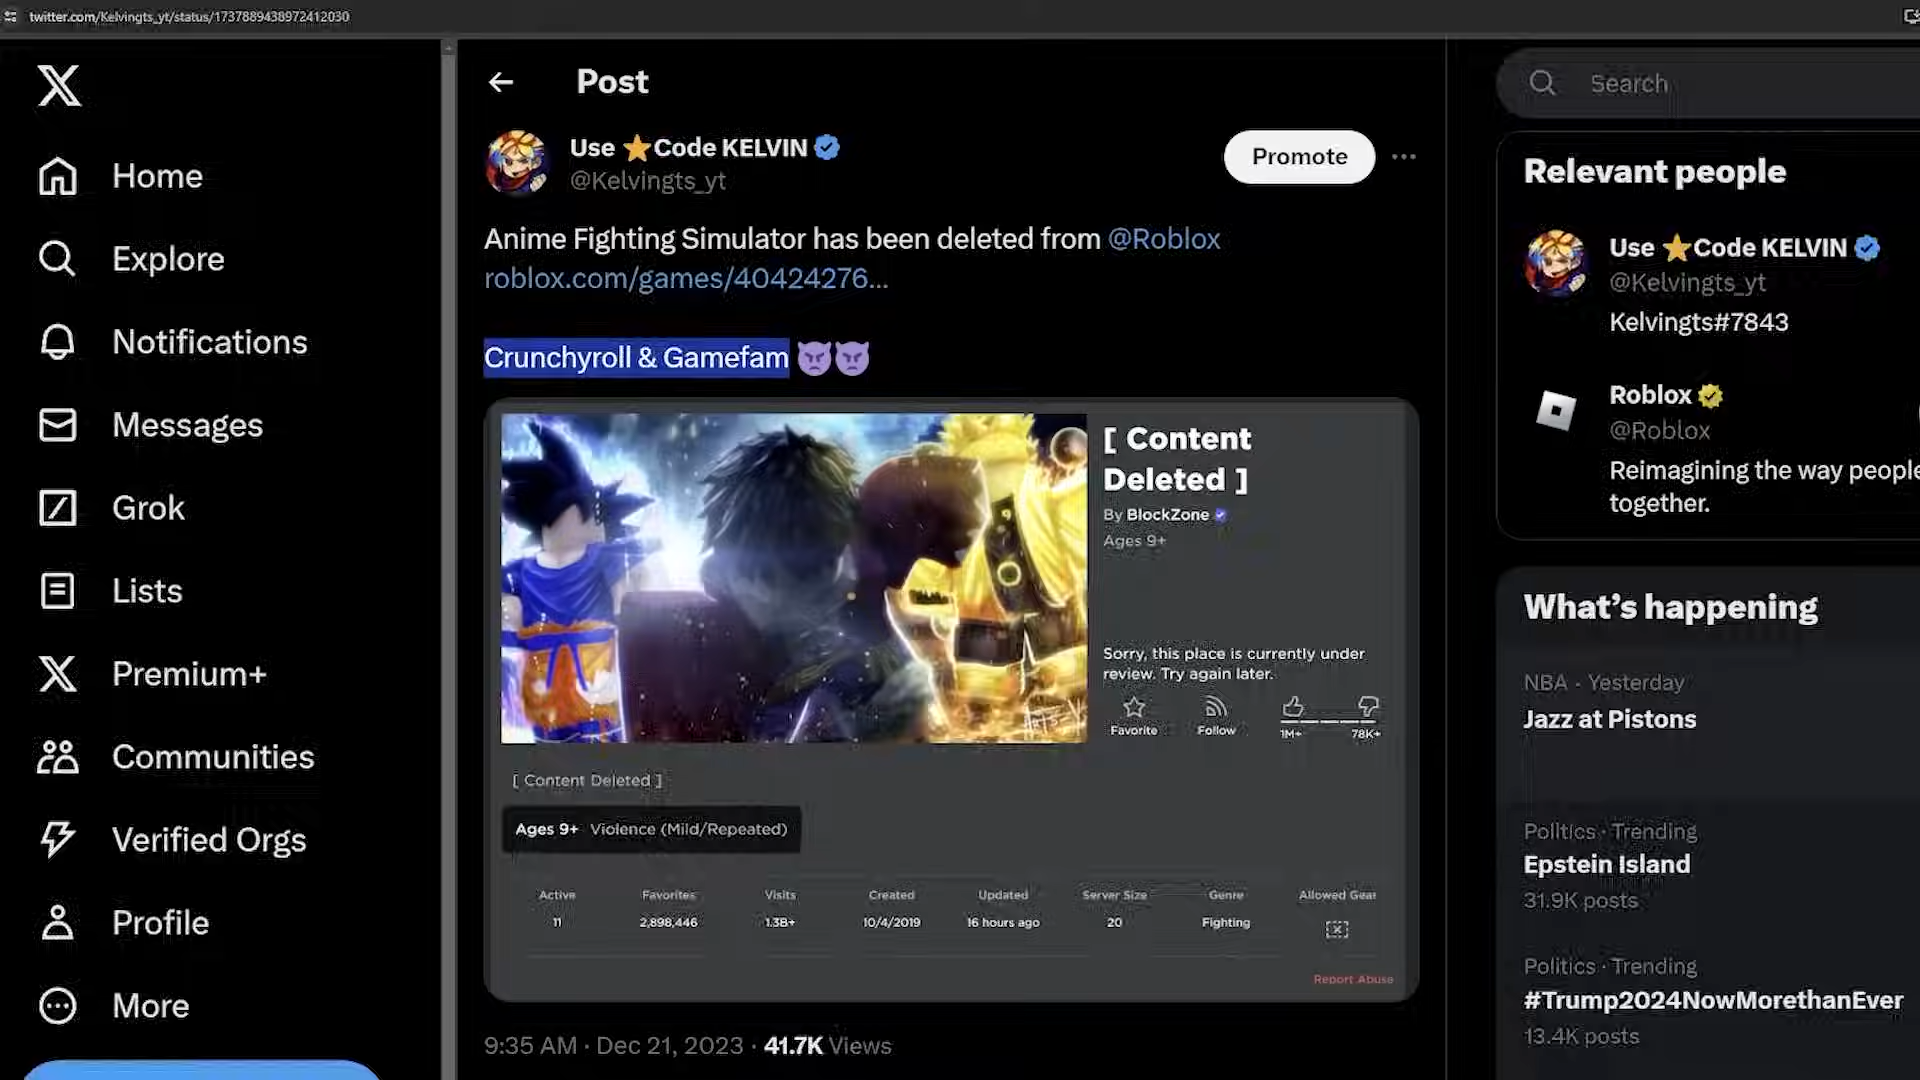 twitter.com/Kelvingts_yt/status/1737889438972412030
Home
Explore
Notifications
Messages
Grok
Lists
Premium+
Communities
Verified Orgs
Profile
More
Post
Use ⭐Code KELVIN
@Kelvingts_yt
Promote
Anime Fighting Simulator has been deleted from @Roblox
roblox.com/games/40424276...
Crunchyroll & Gamefam 👿👿
[ Content
Deleted ]
By BlockZone
Ages 9+
Sorry, this place is currently under
review. Try again later.
Favorite Follow 1M+ 78K+
[ Content Deleted ]
Ages 9+ Violence (Mild/Repeated)
Active Favorites Visits Created Updated Server Size Genre Allowed Gear
11 2,898,446 1.3B+ 10/4/2019 16 hours ago 20 Fighting
Report Abuse
9:35 AM · Dec 21, 2023 · 41.7K Views
Search
Relevant people
Use ⭐Code KELVIN
@Kelvingts_yt
Kelvingts#7843
Roblox
@Roblox
Reimagining the way people
together.
What's happening
NBA · Yesterday
Jazz at Pistons
Politics · Trending
Epstein Island
31.9K posts
Politics · Trending
#Trump2024NowMorethanEver
13.4K posts